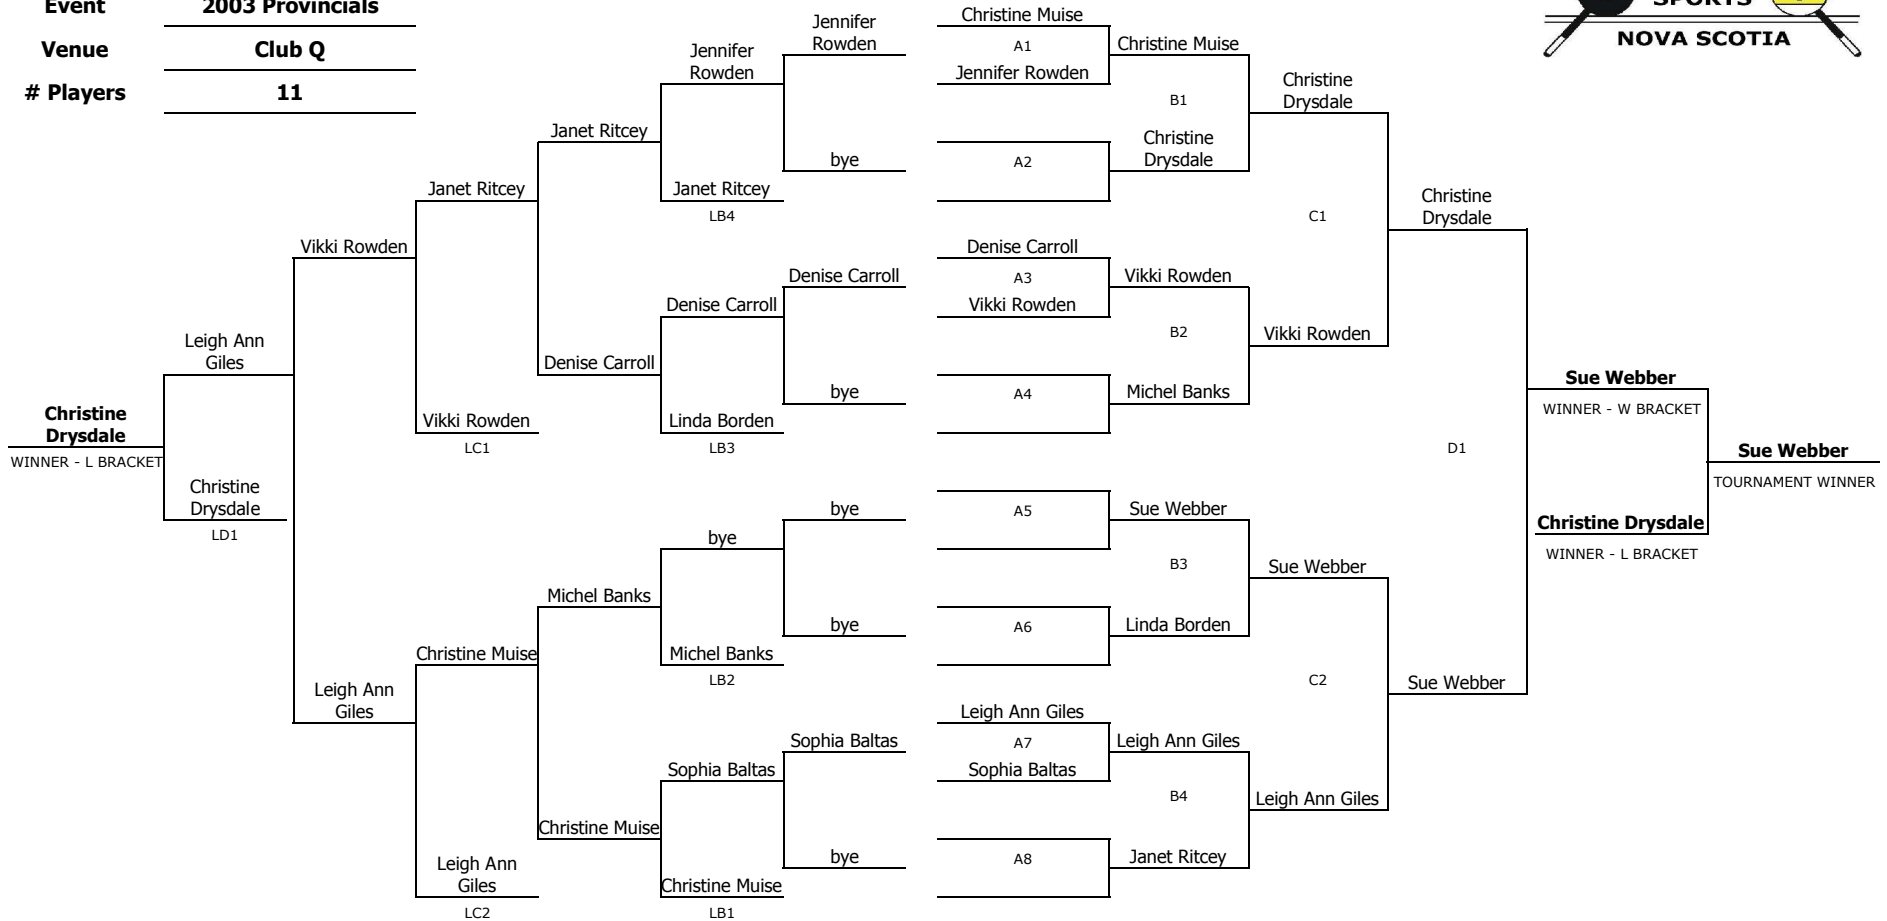 Event 2003 Provincials
Venue Club Q
# Players 11
SPORTS
NOVA SCOTIA
Christine
Drysdale
WINNER - L BRACKET
Leigh Ann
Giles
Christine
Drysdale
LD1
Vikki Rowden
Leigh Ann
Giles
Janet Ritcey
Vikki Rowden
LC1
Christine Muise
Leigh Ann
Giles
LC2
Janet Ritcey
Denise Carroll
Michel Banks
Christine Muise
Jennifer
Rowden
Janet Ritcey
LB4
Denise Carroll
Linda Borden
LB3
bye
Michel Banks
LB2
Sophia Baltas
Christine Muise
LB1
Jennifer
Rowden
bye
Denise Carroll
bye
bye
bye
Sophia Baltas
bye
Christine Muise
A1
Jennifer Rowden
A2
Denise Carroll
A3
Vikki Rowden
A4
A5
A6
Leigh Ann Giles
A7
Sophia Baltas
A8
Christine Muise
B1
Christine
Drysdale
Vikki Rowden
B2
Michel Banks
Sue Webber
B3
Linda Borden
Leigh Ann Giles
B4
Janet Ritcey
Christine
Drysdale
C1
Vikki Rowden
Sue Webber
C2
Leigh Ann Giles
Christine
Drysdale
D1
Sue Webber
Sue Webber
WINNER - W BRACKET
Christine Drysdale
WINNER - L BRACKET
Sue Webber
TOURNAMENT WINNER